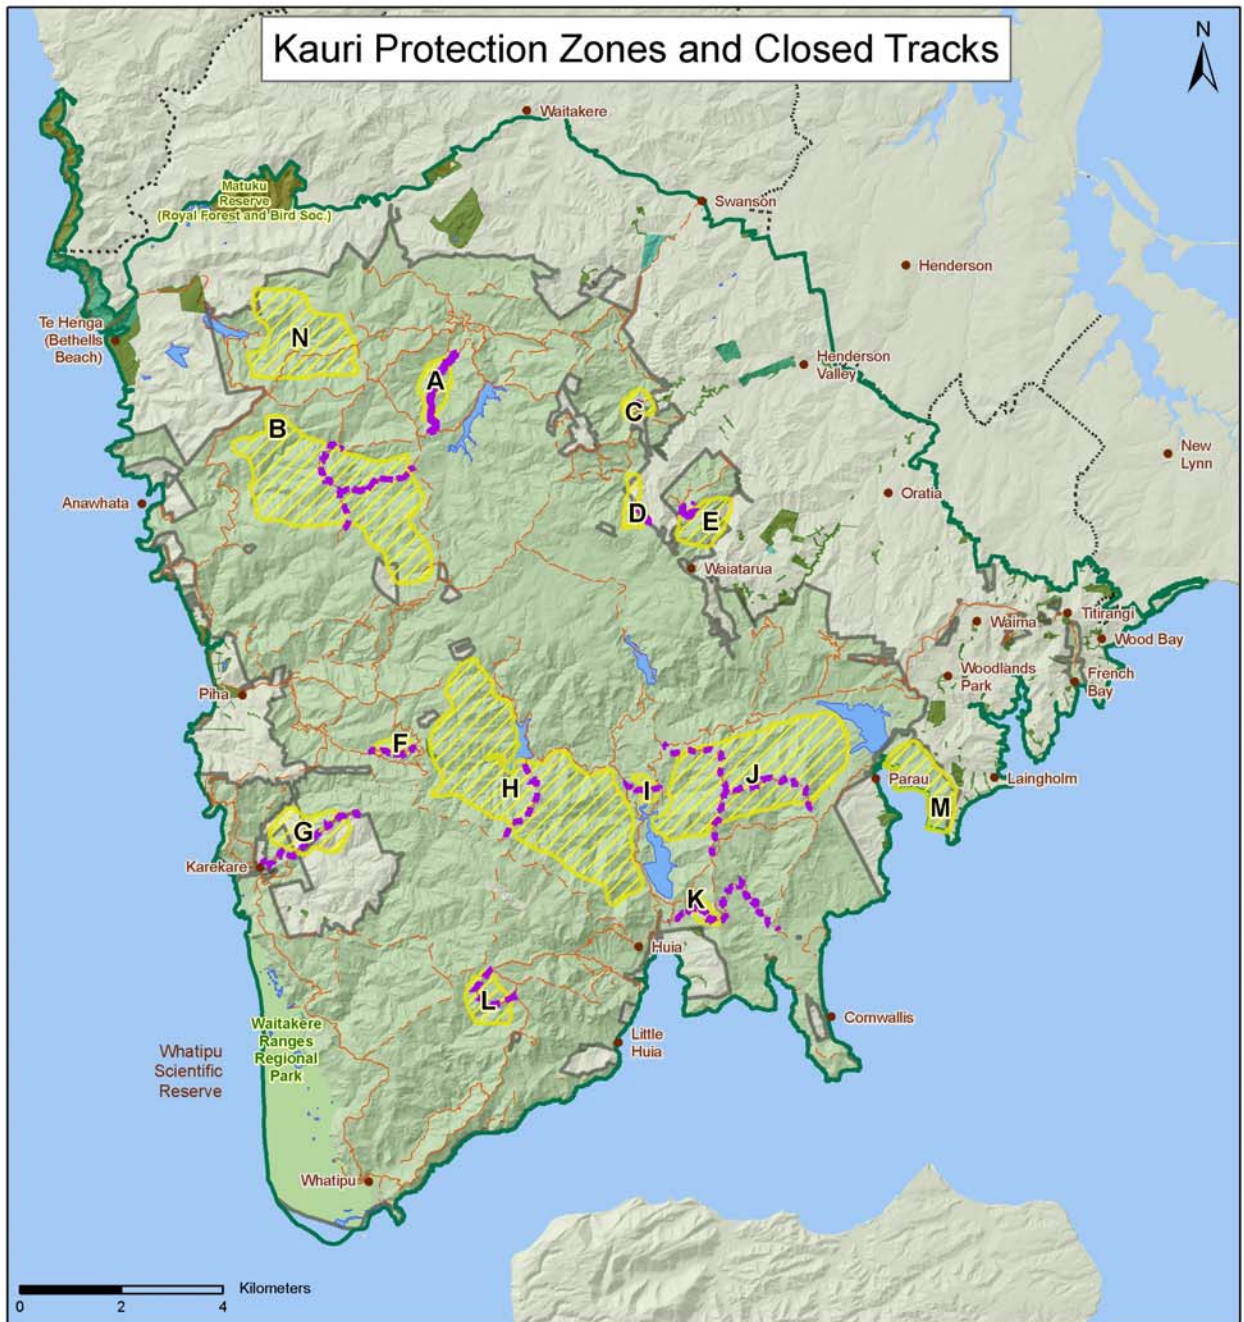 Kauri Protection Zones and Closed Tracks
N
Waitakere
Matuku
Reserve
(Royal Forest and Bird Soc.)
Swanson
Henderson
Te Henga
(Bethells
Beach)
N
A
Henderson
Valley
C
B
New
Lynn
Anawhata
Oratia
D
E
Waiatarua
Titirangi
Waima
Wood Bay
Woodlands
Park
French
Bay
Piha
F
H
I
J
Parau
Laingholm
M
G
Karekare
K
Huia
L
Cornwallis
Waitakere
Ranges
Regional
Park
Little
Huia
Whatipu
Scientific
Reserve
Whatipu
Kilometers
0 2 4